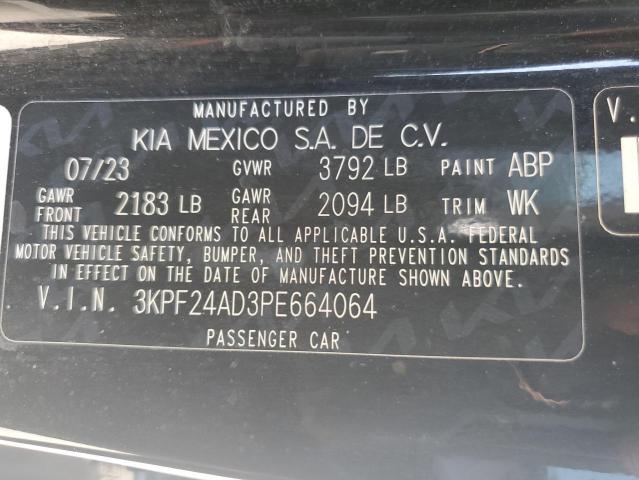 MANUFACTURED BY
KIA MEXICO S.A. DE C.V.
07/23 GVWR 3792 LB PAINT ABP
GAWR FRONT 2183 LB GAWR REAR 2094 LB TRIM WK
THIS VEHICLE CONFORMS TO ALL APPLICABLE U.S.A. FEDERAL
MOTOR VEHICLE SAFETY, BUMPER, AND THEFT PREVENTION STANDARDS
IN EFFECT ON THE DATE OF MANUFACTURE SHOWN ABOVE.
V.I.N. 3KPF24AD3PE664064
PASSENGER CAR
V.